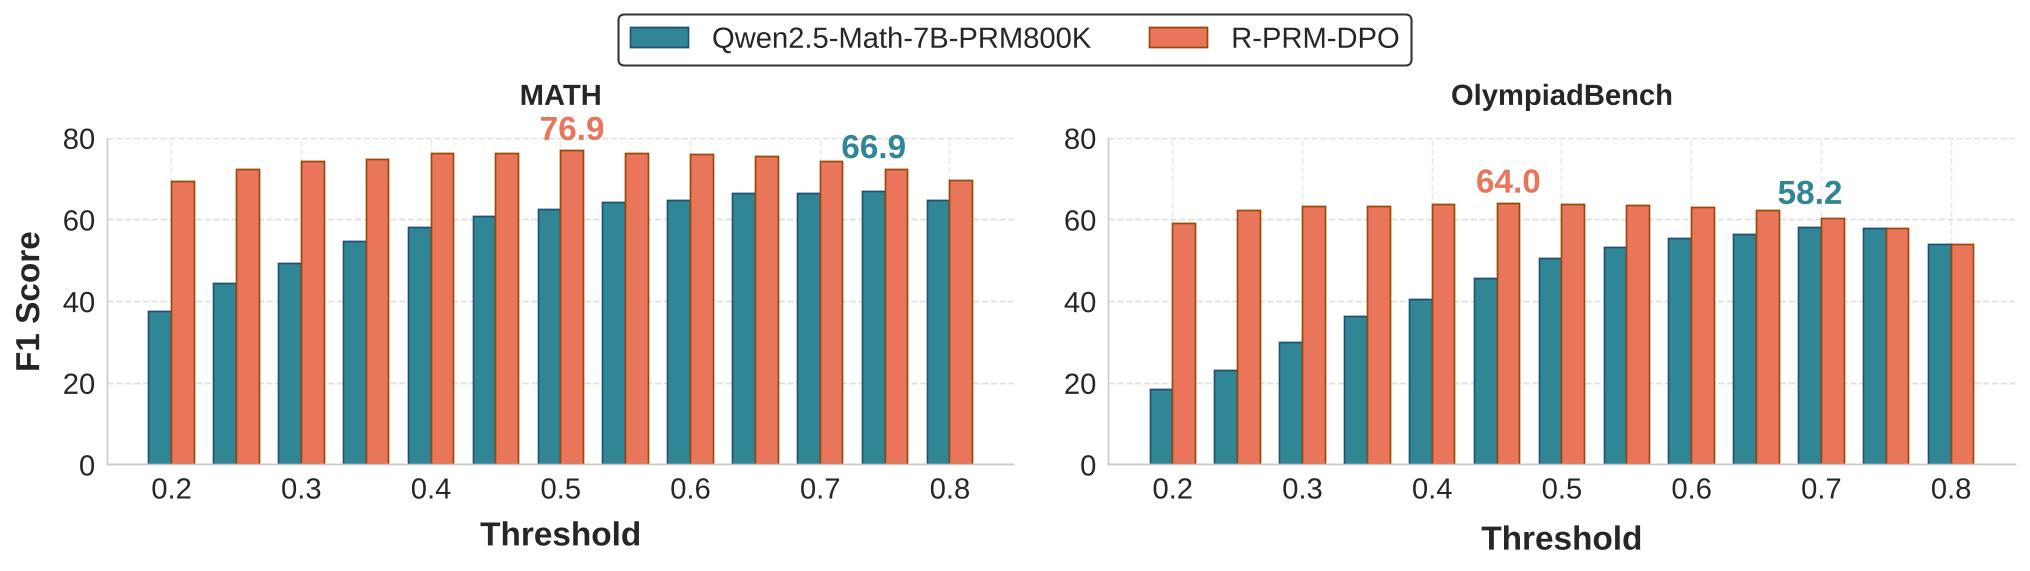 Qwen2.5-Math-7B-PRM800K R-PRM-DPO
MATH
76.9
66.9
80
60
40
20
0
F1 Score
0.2 0.3 0.4 0.5 0.6 0.7 0.8
Threshold
OlympiadBench
64.0
58.2
80
60
40
20
0
0.2 0.3 0.4 0.5 0.6 0.7 0.8
Threshold